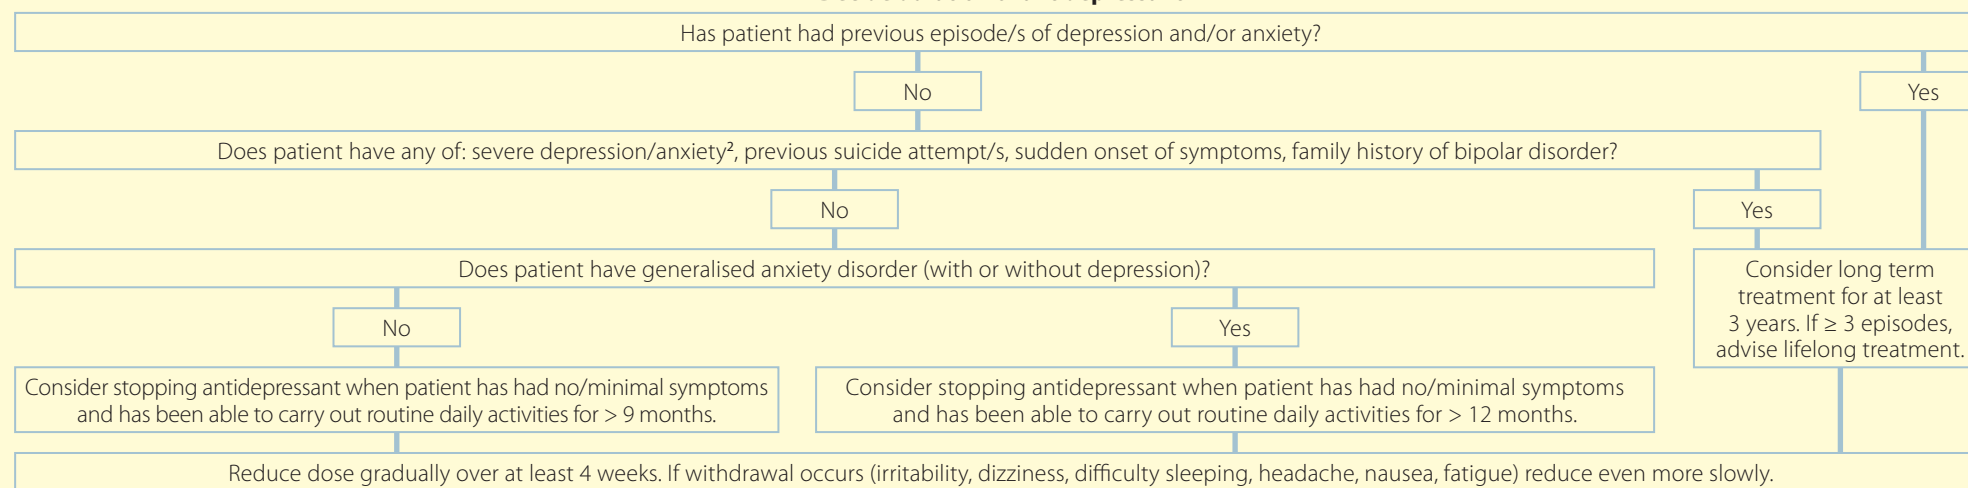 Has patient had previous episode/s of depression and/or anxiety?
No
Yes
Does patient have any of: severe depression/anxiety², previous suicide attempt/s, sudden onset of symptoms, family history of bipolar disorder?
No
Yes
Does patient have generalised anxiety disorder (with or without depression)?
No
Yes
Consider long term
treatment for at least
3 years. If ≥ 3 episodes,
advise lifelong treatment.
Consider stopping antidepressant when patient has had no/minimal symptoms
and has been able to carry out routine daily activities for > 9 months.
Consider stopping antidepressant when patient has had no/minimal symptoms
and has been able to carry out routine daily activities for > 12 months.
Reduce dose gradually over at least 4 weeks. If withdrawal occurs (irritability, dizziness, difficulty sleeping, headache, nausea, fatigue) reduce even more slowly.